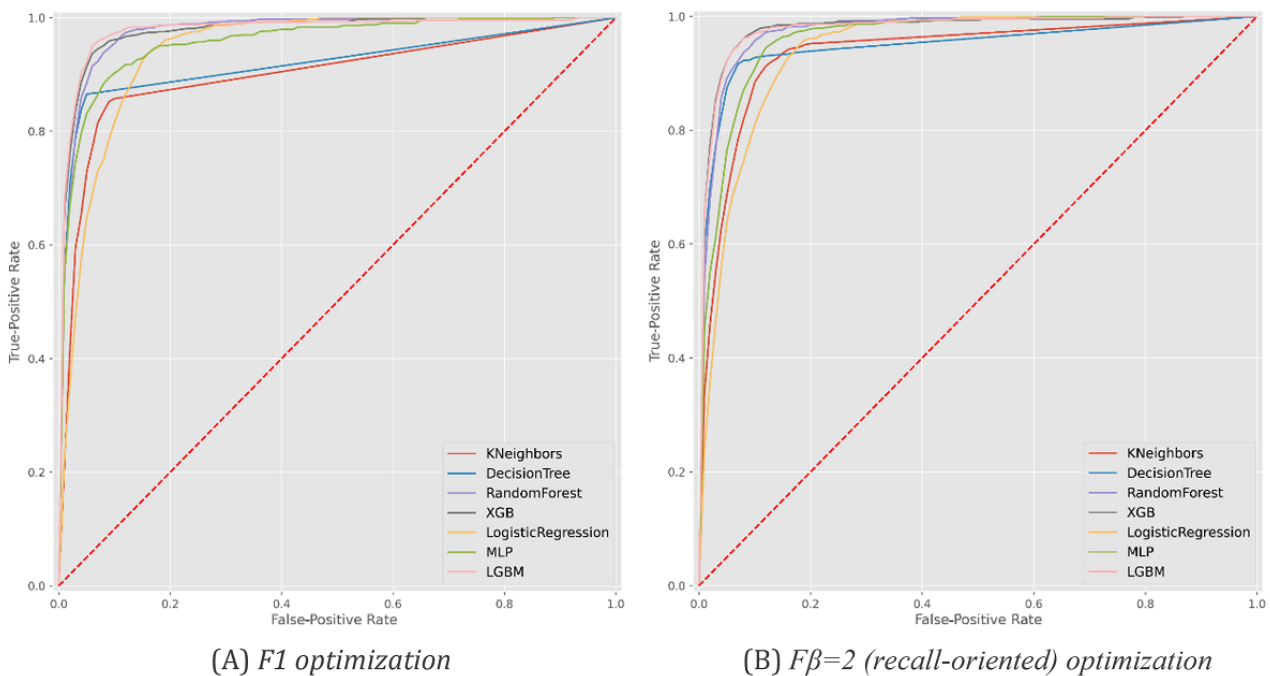 1.0
0.8
0.6
0.4
0.2
0.0
True-Positive Rate
0.0 0.2 0.4 0.6 0.8 1.0
False-Positive Rate
KNeighbors
DecisionTree
RandomForest
XGB
LogisticRegression
MLP
LGBM
(A) F1 optimization
1.0
0.8
0.6
0.4
0.2
0.0
True-Positive Rate
0.0 0.2 0.4 0.6 0.8 1.0
False-Positive Rate
KNeighbors
DecisionTree
RandomForest
XGB
LogisticRegression
MLP
LGBM
(B) Fβ=2 (recall-oriented) optimization